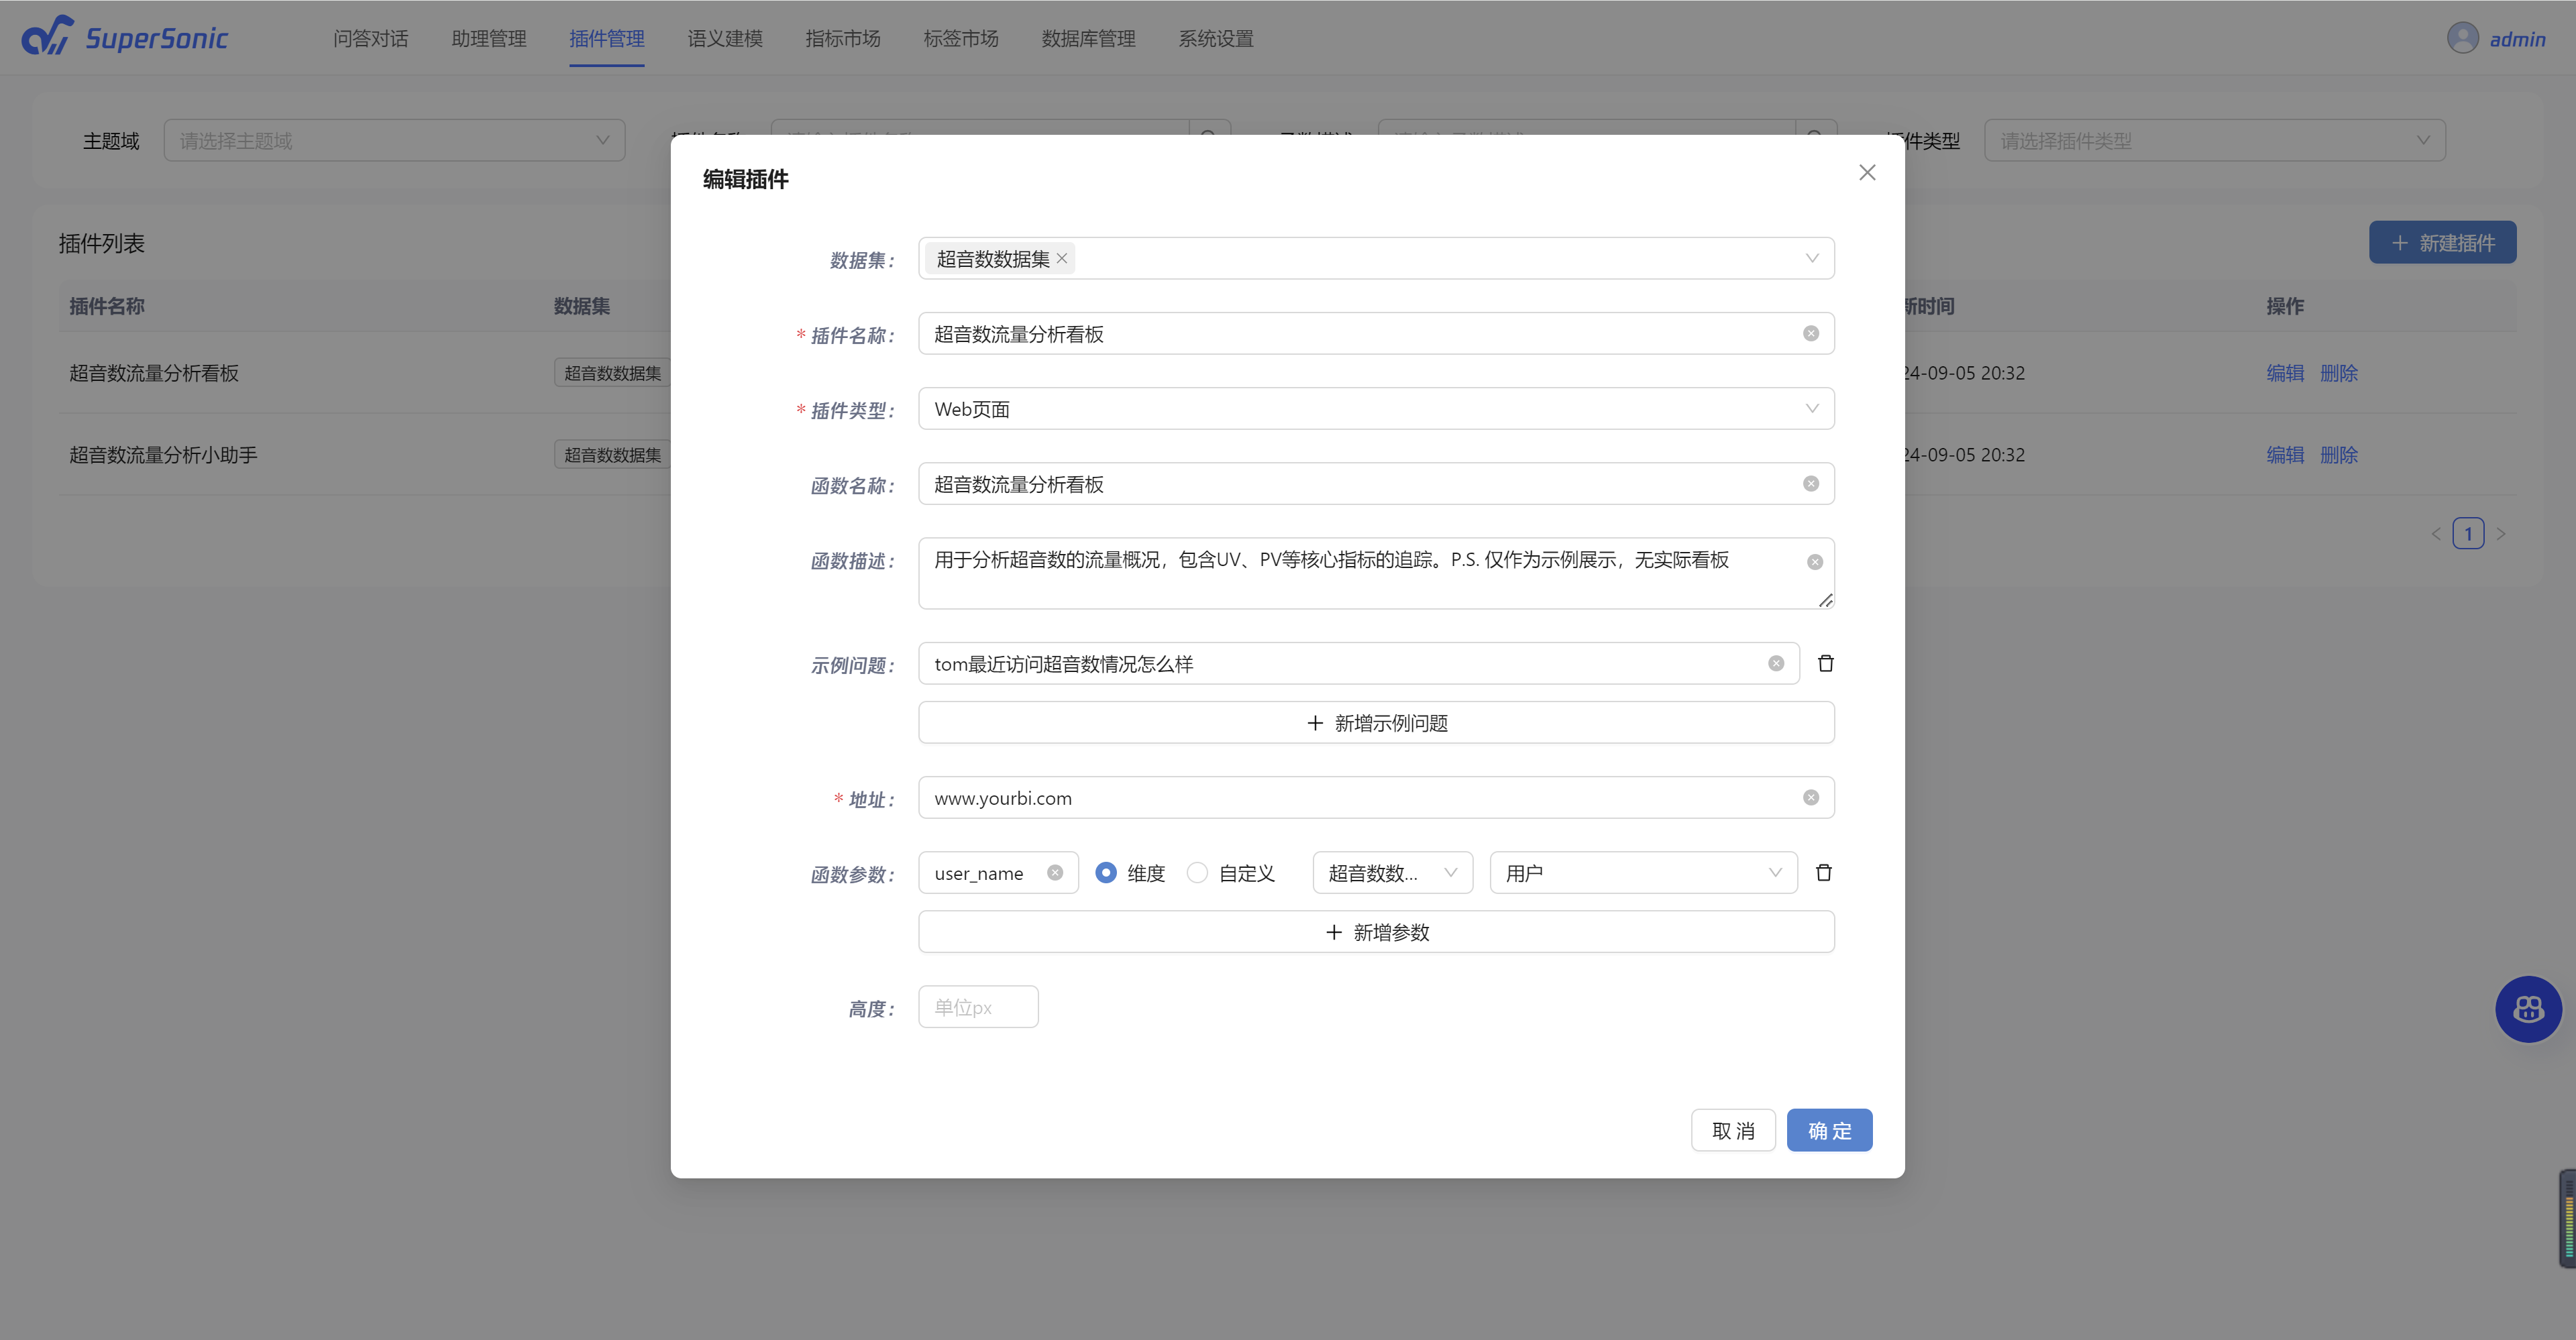 SuperSonic
问答对话 助理管理 插件管理 语义建模 指标市场 标签市场 数据库管理 系统设置
admin
主题域 请选择主题域
件类型 请选择插件类型
插件列表
新建插件
插件名称 数据集
新时间 操作
超音数流量分析看板 超音数数据集
24-09-05 20:32 编辑 删除
超音数流量分析小助手 超音数数据集
24-09-05 20:32 编辑 删除
1
编辑插件
数据集: 超音数数据集
* 插件名称: 超音数流量分析看板
* 插件类型: Web页面
函数名称: 超音数流量分析看板
函数描述: 用于分析超音数的流量概况，包含UV、PV等核心指标的追踪。P.S. 仅作为示例展示，无实际看板
示例问题: tom最近访问超音数情况怎么样
新增示例问题
* 地址: www.yourbi.com
函数参数: user_name 维度 自定义 超音数数... 用户
新增参数
高度: 单位px
取 消 确 定